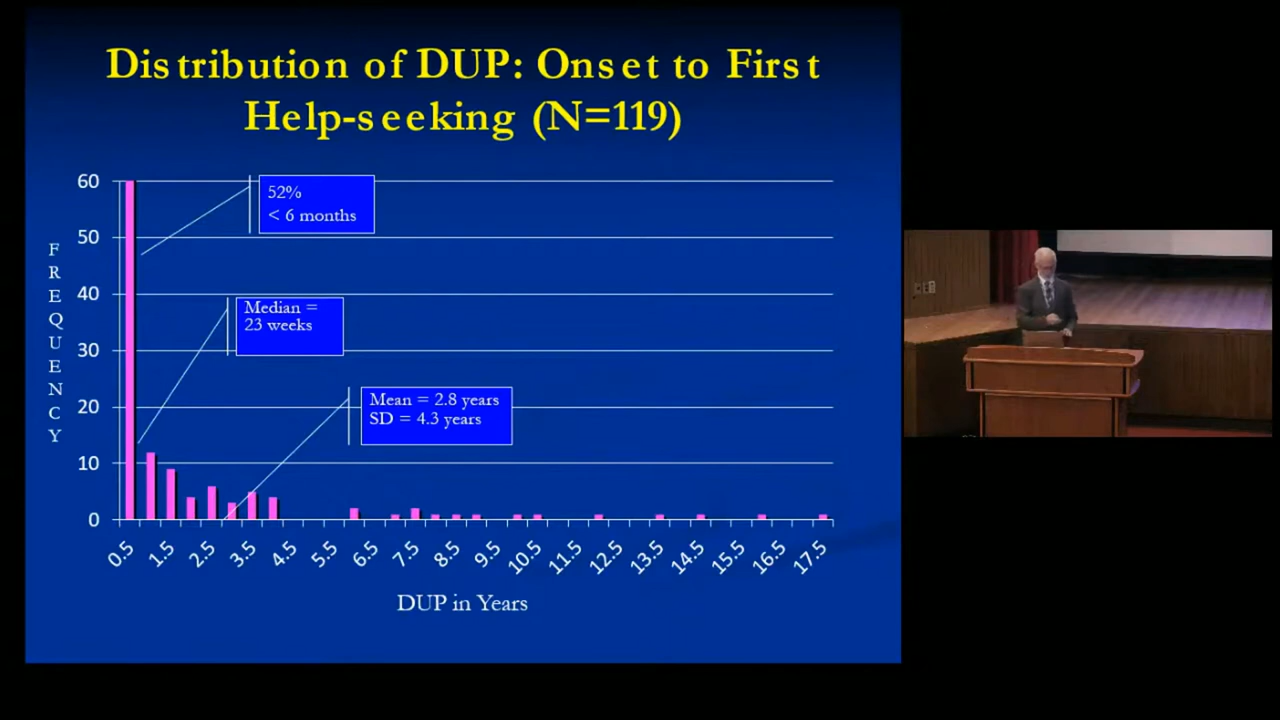 Distribution of DUP: Onset to First
Help-seeking (N=119)
60
50
40
30
20
10
0
FREQUENCY
52%
< 6 months
Median =
23 weeks
Mean = 2.8 years
SD = 4.3 years
0.5 1.5 2.5 3.5 4.5 5.5 6.5 7.5 8.5 9.5 10.5 11.5 12.5 13.5 14.5 15.5 16.5 17.5
DUP in Years